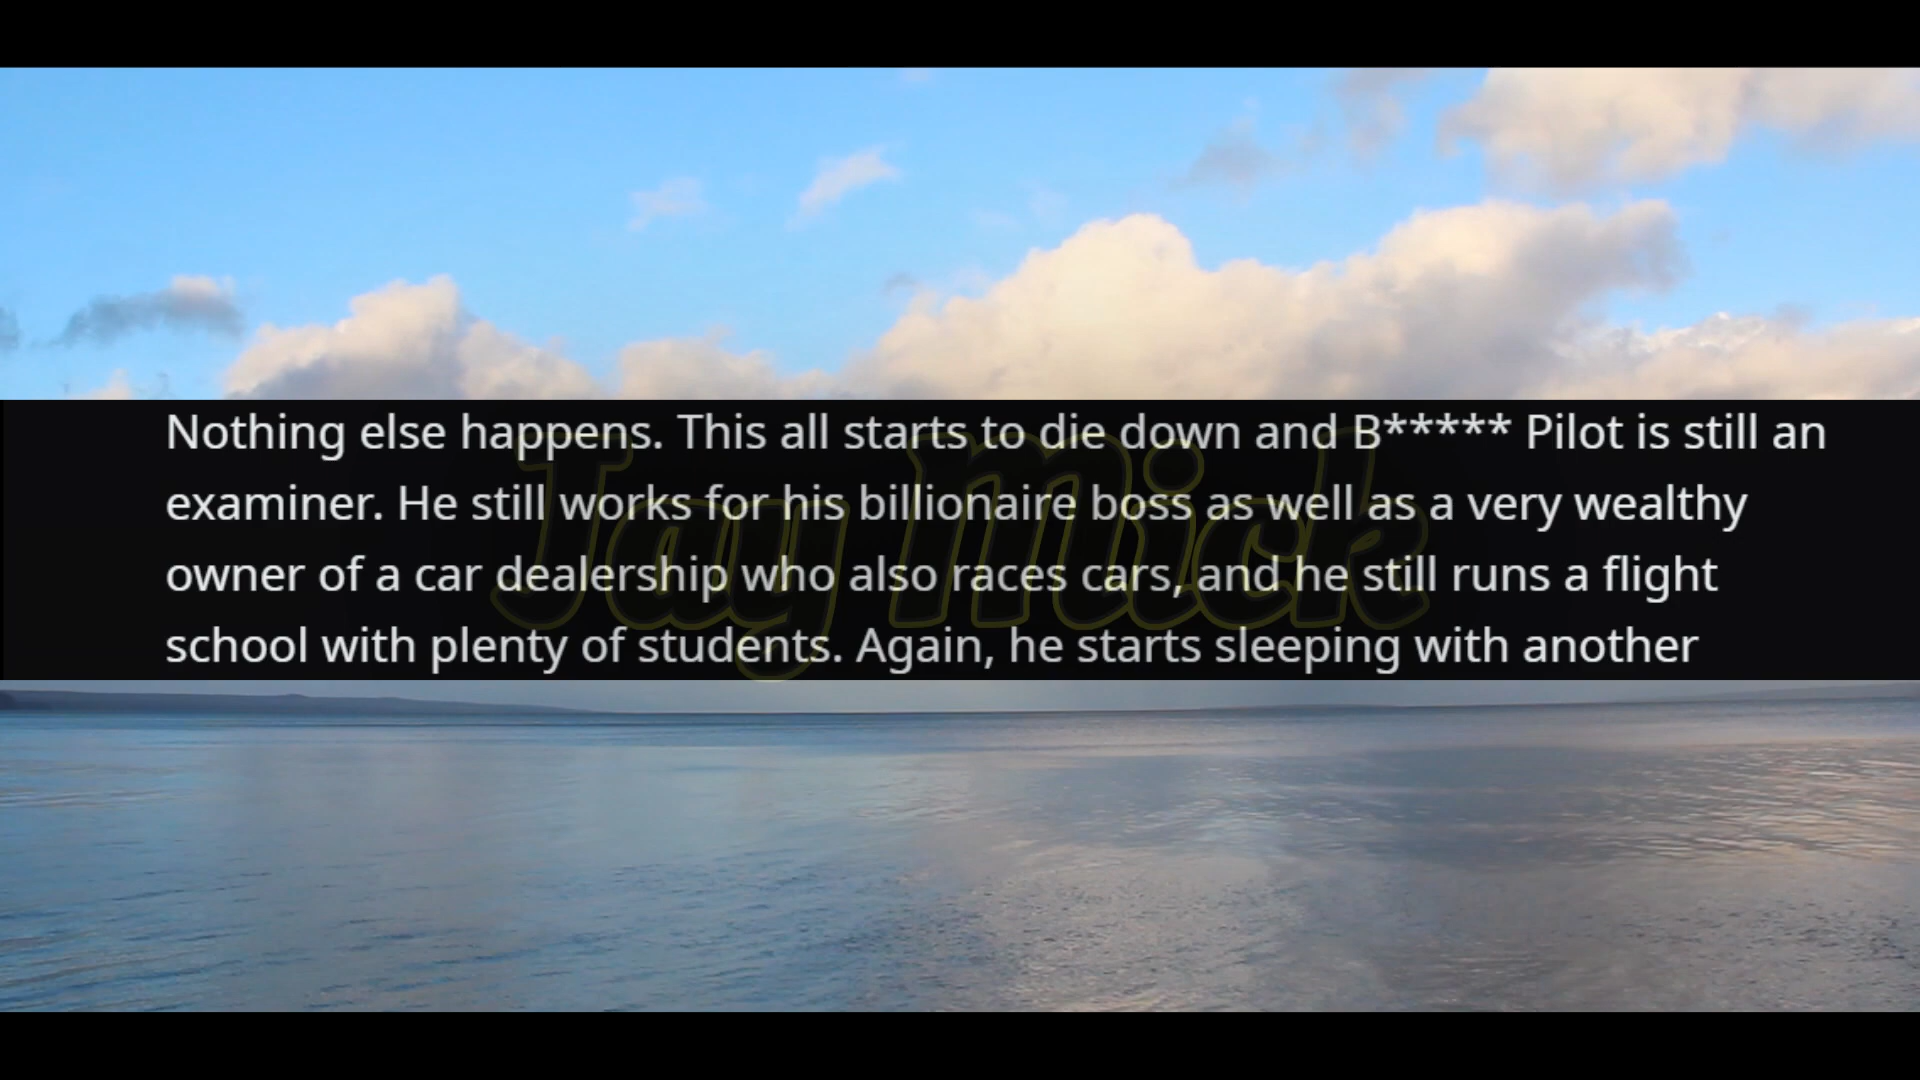 Nothing else happens. This all starts to die down and B***** Pilot is still an
examiner. He still works for his billionaire boss as well as a very wealthy
owner of a car dealership who also races cars, and he still runs a flight
school with plenty of students. Again, he starts sleeping with another
Jay Mick